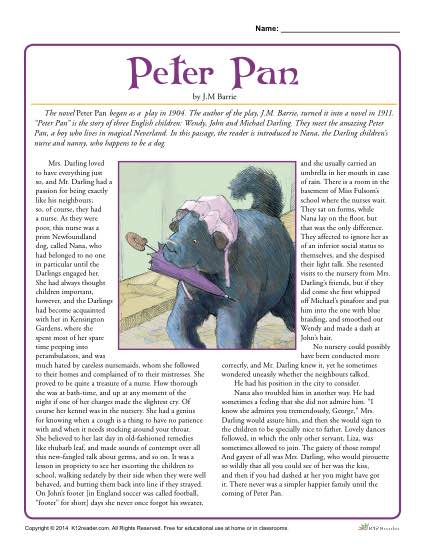 Name:
Peter Pan
by J.M Barrie
The novel Peter Pan began as a play in 1904. The author of the play, J.M. Barrie, turned it into a novel in 1911.
"Peter Pan" is the story of three English children: Wendy, John and Michael Darling. They meet the amazing Peter
Pan, a boy who lives in magical Neverland. In this passage, the reader is introduced to Nana, the Darling children's
nurse and nanny, who happens to be a dog.
Mrs. Darling loved
to have everything just
so, and Mr. Darling had a
passion for being exactly
like his neighbours;
so, of course, they had
a nurse. As they were
poor, this nurse was a
prim Newfoundland
dog, called Nana, who
had belonged to no one
in particular until the
Darlings engaged her.
She had always thought
children important,
however, and the Darlings
had become acquainted
with her in Kensington
Gardens, where she
spent most of her spare
time peeping into
perambulators, and was
much hated by careless nursemaids, whom she followed
to their homes and complained of to their mistresses. She
proved to be quite a treasure of a nurse. How thorough
she was at bath-time, and up at any moment of the
night if one of her charges made the slightest cry. Of
course her kennel was in the nursery. She had a genius
for knowing when a cough is a thing to have no patience
with and when it needs stocking around your throat.
She believed to her last day in old-fashioned remedies
like rhubarb leaf, and made sounds of contempt over all
this new-fangled talk about germs, and so on. It was a
lesson in propriety to see her escorting the children to
school, walking sedately by their side when they were well
behaved, and butting them back into line if they strayed.
On John's footer [in England soccer was called football,
"footer" for short] days she never once forgot his sweater,
and she usually carried an
umbrella in her mouth in case
of rain. There is a room in the
basement of Miss Fulsom's
school where the nurses wait.
They sat on forms, while
Nana lay on the floor, but
that was the only difference.
They affected to ignore her as
of an inferior social status to
themselves, and she despised
their light talk. She resented
visits to the nursery from Mrs.
Darling's friends, but if they
did come she first whipped
off Michael's pinafore and put
him into the one with blue
braiding, and smoothed out
Wendy and made a dash at
John's hair.
No nursery could possibly
have been conducted more
correctly, and Mr. Darling knew it, yet he sometimes
wondered uneasily whether the neighbours talked.
He had his position in the city to consider.
Nana also troubled him in another way. He had
sometimes a feeling that she did not admire him. "I
know she admires you tremendously, George," Mrs.
Darling would assure him, and then she would sign to
the children to be specially nice to father. Lovely dances
followed, in which the only other servant, Liza, was
sometimes allowed to join. The gaiety of those romps!
And gayest of all was Mrs. Darling, who would pirouette
so wildly that all you could see of her was the kiss,
and then if you had dashed at her you might have got
it. There never was a simpler happier family until the
coming of Peter Pan.
Copyright © 2014 K12reader.com. All Rights Reserved. Free for educational use at home or in classrooms.
K12Reader